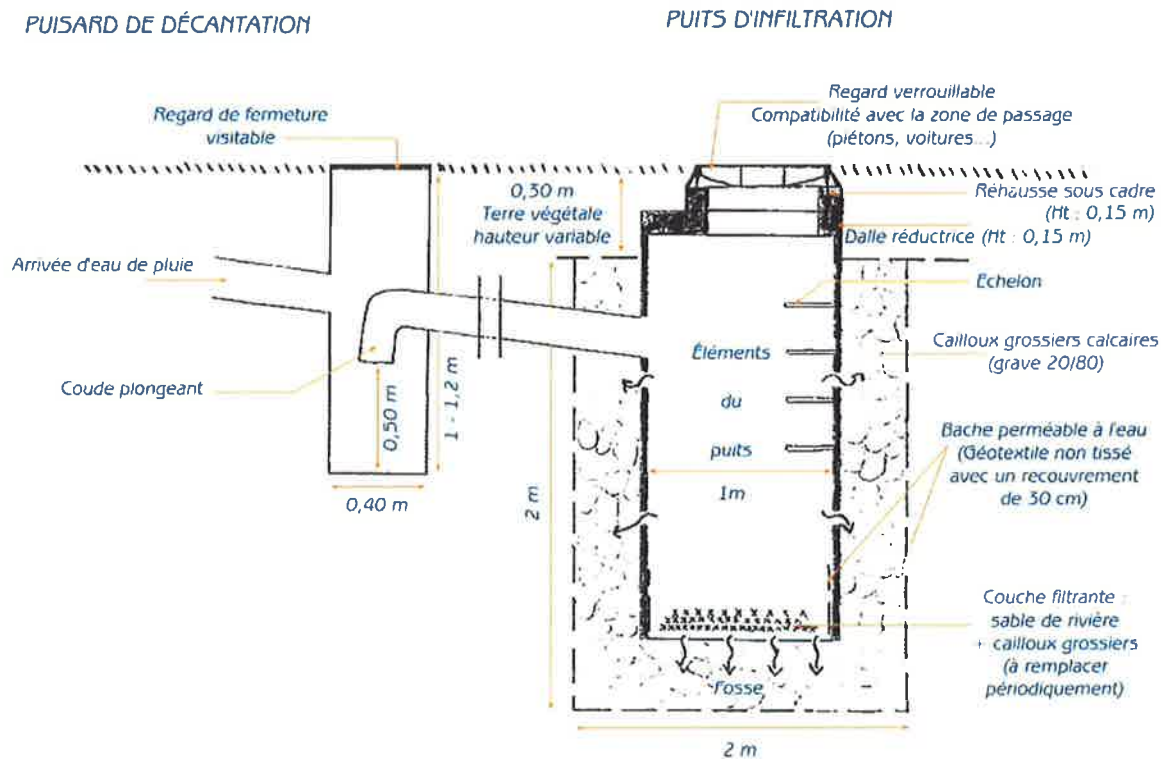 PUISARD DE DÉCANTATION
PUITS D'INFILTRATION
Regard de fermeture
visitable
Regard verrouillable
Compatibilité avec la zone de passage
(piétons, voitures...)
0,30 m
Terre végétale
hauteur variable
Réhausse sous cadre
(Ht : 0,15 m)
Dalle réductrice (Ht : 0,15 m)
Arrivée d'eau de pluie
Echelon
Éléments
du
puits
Cailloux grossiers calcaires
(grave 20/80)
Coude plongeant
0,50 m
1 - 1,2 m
0,40 m
2 m
1m
Bache perméable à l'eau
(Géotextile non tissé
avec un recouvrement
de 30 cm)
Couche filtrante :
sable de rivière
+ cailloux grossiers
(à remplacer
périodiquement)
Fosse
2 m